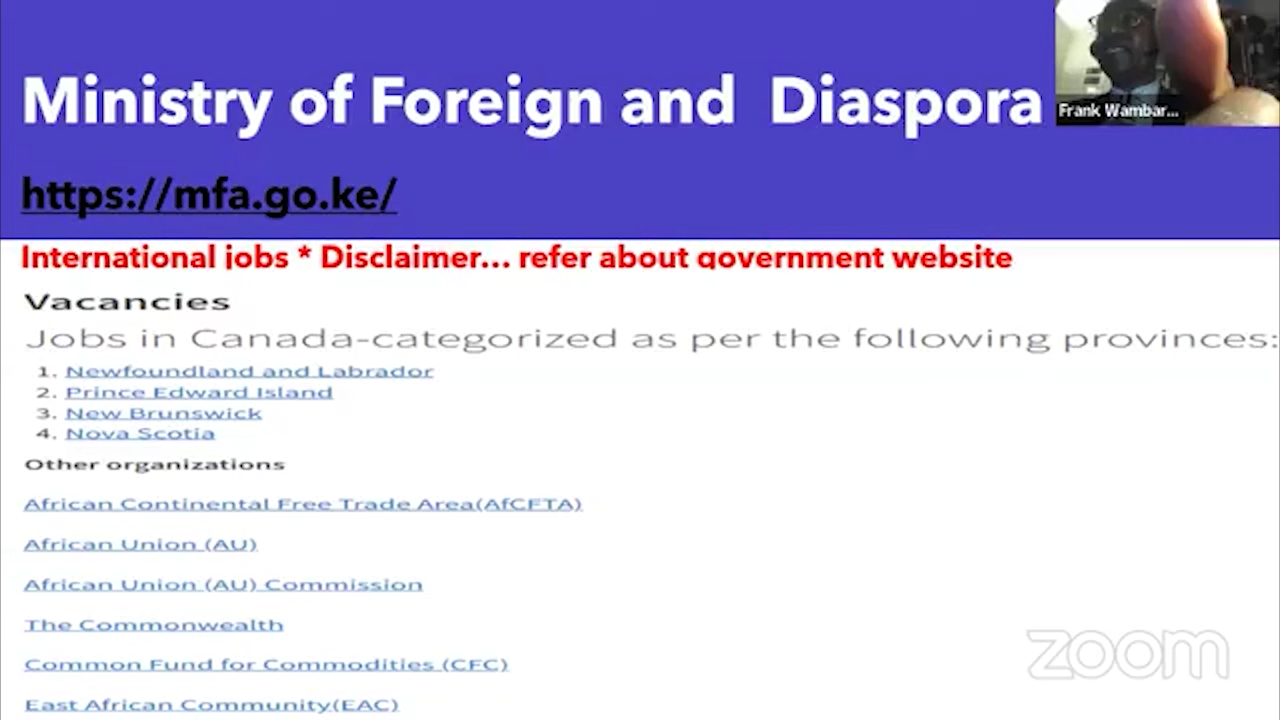 Ministry of Foreign and Diaspora
Frank Wambar...
https://mfa.go.ke/
International jobs * Disclaimer... refer about government website
Vacancies
Jobs in Canada-categorized as per the following provinces:
1. Newfoundland and Labrador
2. Prince Edward Island
3. New Brunswick
4. Nova Scotia
Other organizations
African Continental Free Trade Area(AfCFTA)
African Union (AU)
African Union (AU) Commission
The Commonwealth
Common Fund for Commodities (CFC)
East African Community(EAC)
zoom